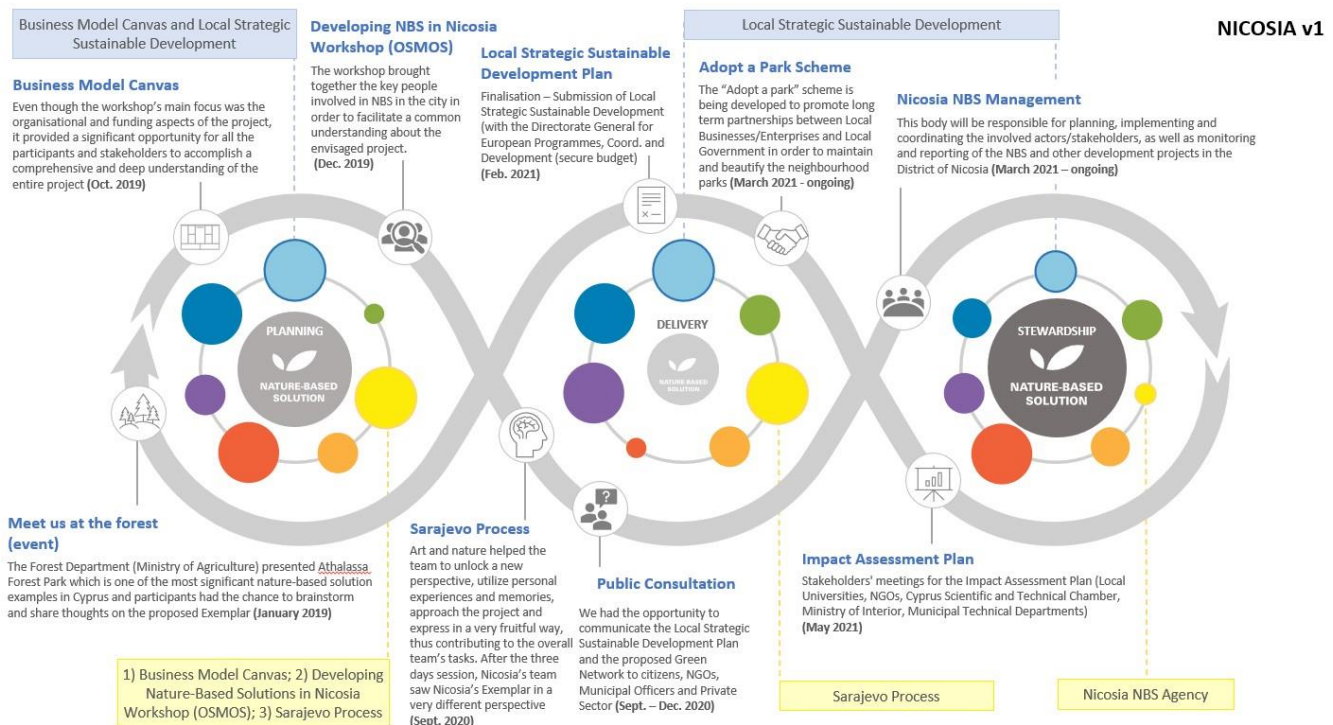 Business Model Canvas and Local Strategic
Sustainable Development
Local Strategic Sustainable Development
NICOSIA v1
Business Model Canvas
Even though the workshop's main focus was the
organisational and funding aspects of the project,
it provided a significant opportunity for all the
participants and stakeholders to accomplish a
comprehensive and deep understanding of the
entire project (Oct. 2019)
Developing NBS in Nicosia
Workshop (OSMOS)
The workshop brought
together the key people
involved in NBS in the city in
order to facilitate a common
understanding about the
envisaged project.
(Dec. 2019)
Local Strategic Sustainable
Development Plan
Finalisation – Submission of Local
Strategic Sustainable Development
(with the Directorate General for
European Programmes, Coord. and
Development (secure budget)
(Feb. 2021)
Adopt a Park Scheme
The "Adopt a park" scheme is
being developed to promote long
term partnerships between Local
Businesses/Enterprises and Local
Government in order to maintain
and beautify the neighbourhood
parks (March 2021 - ongoing)
Nicosia NBS Management
This body will be responsible for planning, implementing and
coordinating the involved actors/stakeholders, as well as monitoring
and reporting of the NBS and other development projects in the
District of Nicosia (March 2021 – ongoing)
PLANNING
NATURE-BASED
SOLUTION
DELIVERY
NATURE-BASED
SOLUTION
STEWARDSHIP
NATURE-BASED
SOLUTION
Meet us at the forest
(event)
The Forest Department (Ministry of Agriculture) presented Athalassa
Forest Park which is one of the most significant nature-based solution
examples in Cyprus and participants had the chance to brainstorm
and share thoughts on the proposed Exemplar (January 2019)
Sarajevo Process
Art and nature helped the
team to unlock a new
perspective, utilize personal
experiences and memories,
approach the project and
express in a very fruitful way,
thus contributing to the overall
team's tasks. After the three
days session, Nicosia's team
saw Nicosia's Exemplar in a
very different perspective
(Sept. 2020)
?
Public Consultation
We had the opportunity to
communicate the Local Strategic
Sustainable Development Plan
and the proposed Green
Network to citizens, NGOs,
Municipal Officers and Private
Sector (Sept. – Dec. 2020)
Impact Assessment Plan
Stakeholders' meetings for the Impact Assessment Plan (Local
Universities, NGOs, Cyprus Scientific and Technical Chamber,
Ministry of Interior, Municipal Technical Departments)
(May 2021)
1) Business Model Canvas; 2) Developing
Nature-Based Solutions in Nicosia
Workshop (OSMOS); 3) Sarajevo Process
Sarajevo Process
Nicosia NBS Agency